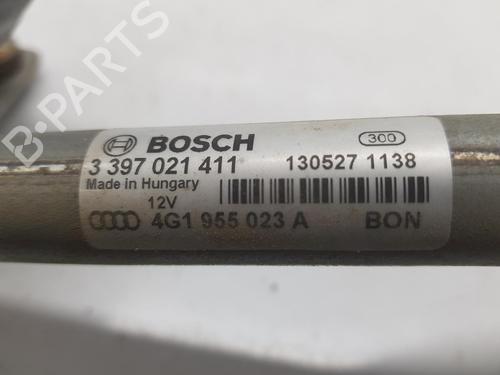 B-PARTS
BOSCH 300
3 397 021 411 130527 1138
Made in Hungary
12V
4G1 955 023 A BON